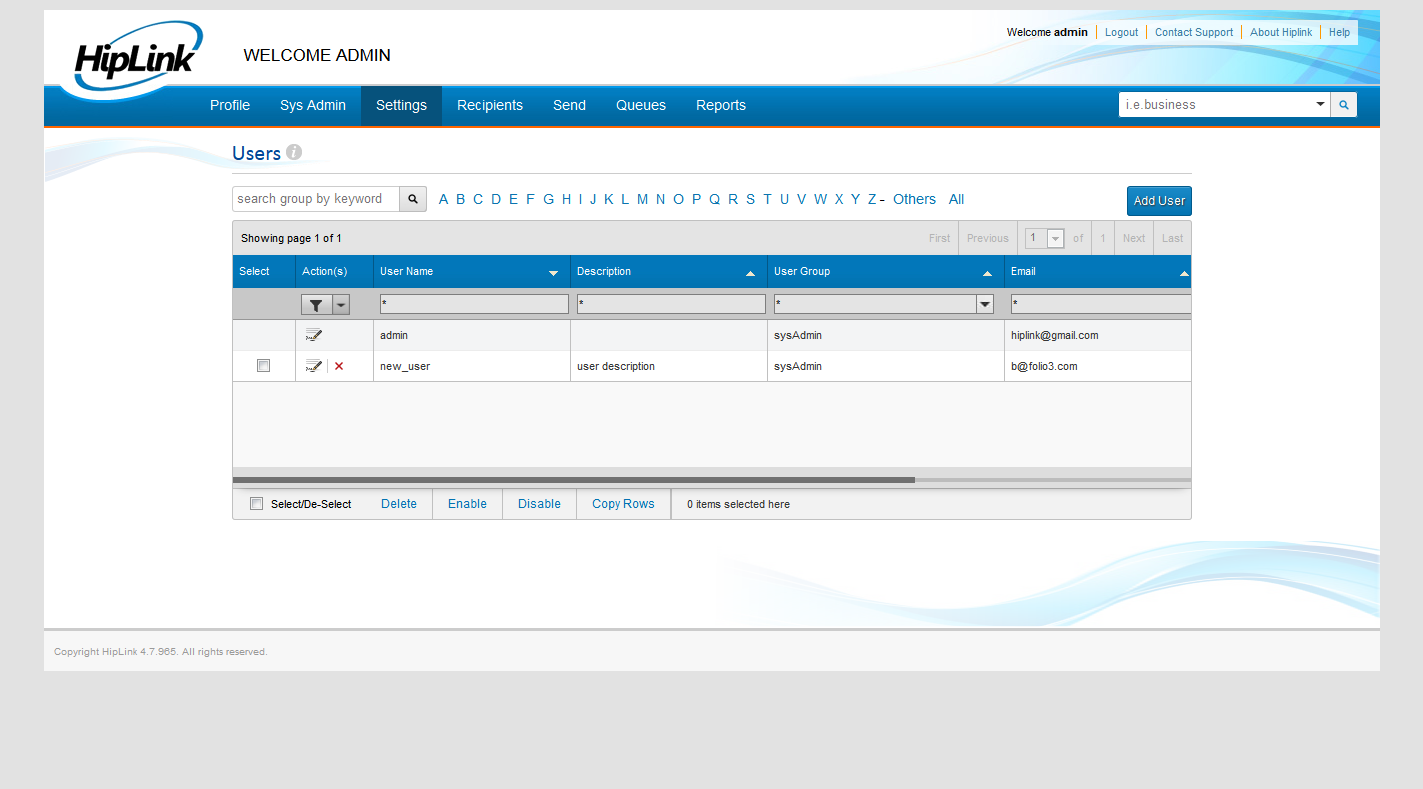 HipLink
WELCOME ADMIN
Welcome admin Logout Contact Support About Hiplink Help
Profile Sys Admin Settings Recipients Send Queues Reports i.e.business
Users i
search group by keyword A B C D E F G H I J K L M N O P Q R S T U V W X Y Z - Others All Add User
Showing page 1 of 1 First Previous 1 of 1 Next Last
Select Action(s) User Name Description User Group Email
* * * *
admin sysAdmin hiplink@gmail.com
new_user user description sysAdmin b@folio3.com
Select/De-Select Delete Enable Disable Copy Rows 0 items selected here
Copyright HipLink 4.7.965. All rights reserved.